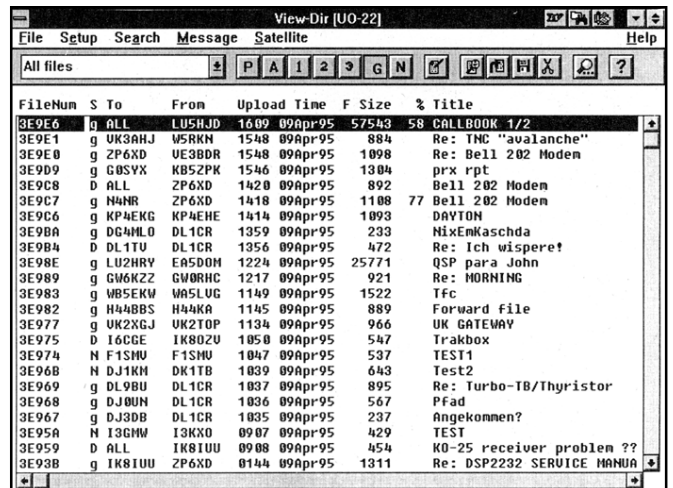 View-Dir [UO-22]
File Setup Search Message Satellite Help
All files P A 1 2 3 G N ?
FileNum S To From Upload Time F Size % Title
3E9E6 g ALL LU5HJD 1609 09Apr95 57543 58 CALLBOOK 1/2
3E9E1 g VK3AHJ W5RKN 1548 09Apr95 884 Re: TNC "avalanche"
3E9E0 g ZP6XD VE3BDR 1548 09Apr95 1098 Re: Bell 202 Modem
3E9D9 g G0SYX KB5ZPK 1546 09Apr95 1304 prx rpt
3E9C8 D ALL ZP6XD 1420 09Apr95 892 Bell 202 Modem
3E9C7 g N4NR ZP6XD 1418 09Apr95 1108 77 Bell 202 Modem
3E9C6 g KP4EKG KP4EHE 1414 09Apr95 1093 DAYTON
3E9BA g DG4MLO DL1CR 1359 09Apr95 233 NixEmKaschda
3E9B4 D DL1TV DL1CR 1356 09Apr95 472 Re: Ich wispere!
3E98E g LU2HRY EA5DOM 1224 09Apr95 25771 QSP para John
3E989 g GW6KZZ GW0RHC 1217 09Apr95 921 Re: MORNING
3E983 g WB5EKW WA5LVG 1149 09Apr95 1522 Tfc
3E982 g H44BBS H44KA 1145 09Apr95 889 Forward file
3E977 g VK2XGJ VK2TOP 1134 09Apr95 966 UK GATEWAY
3E975 D I6CGE IK8OZV 1050 09Apr95 547 Trakbox
3E974 N F1SMV F1SMV 1047 09Apr95 537 TEST1
3E96B N DJ1KM DK1TB 1039 09Apr95 643 Test2
3E969 g DL9BU DL1CR 1037 09Apr95 895 Re: Turbo-TB/Thyristor
3E968 g DJ0UN DL1CR 1036 09Apr95 567 Pfad
3E967 g DJ3DB DL1CR 1035 09Apr95 237 Angekommen?
3E95A N I3GMW I3KXO 0907 09Apr95 429 TEST
3E959 D ALL IK8IUU 0908 09Apr95 454 KO-25 receiver problem ??
3E93B g IK8IUU ZP6XD 0144 09Apr95 1311 Re: DSP2232 SERVICE MANUA